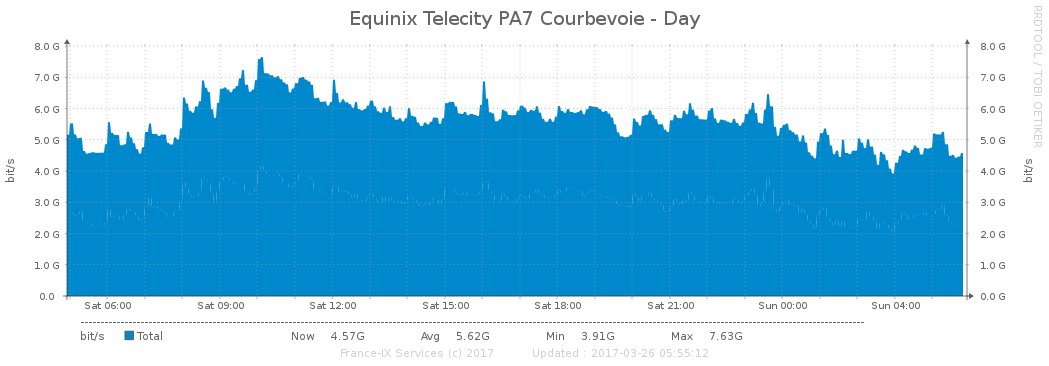 Equinix Telecity PA7 Courbevoie - Day
RRDTOOL / TOBI OETIKER
8.0 G 8.0 G
7.0 G 7.0 G
6.0 G 6.0 G
5.0 G 5.0 G
4.0 G 4.0 G
3.0 G 3.0 G
2.0 G 2.0 G
1.0 G 1.0 G
0.0 0.0 G
bit/s bit/s
Sat 06:00 Sat 09:00 Sat 12:00 Sat 15:00 Sat 18:00 Sat 21:00 Sun 00:00 Sun 04:00
bit/s Total Now 4.57G Avg 5.62G Min 3.91G Max 7.63G
France-IX Services (c) 2017 Updated : 2017-03-26 05:55:12